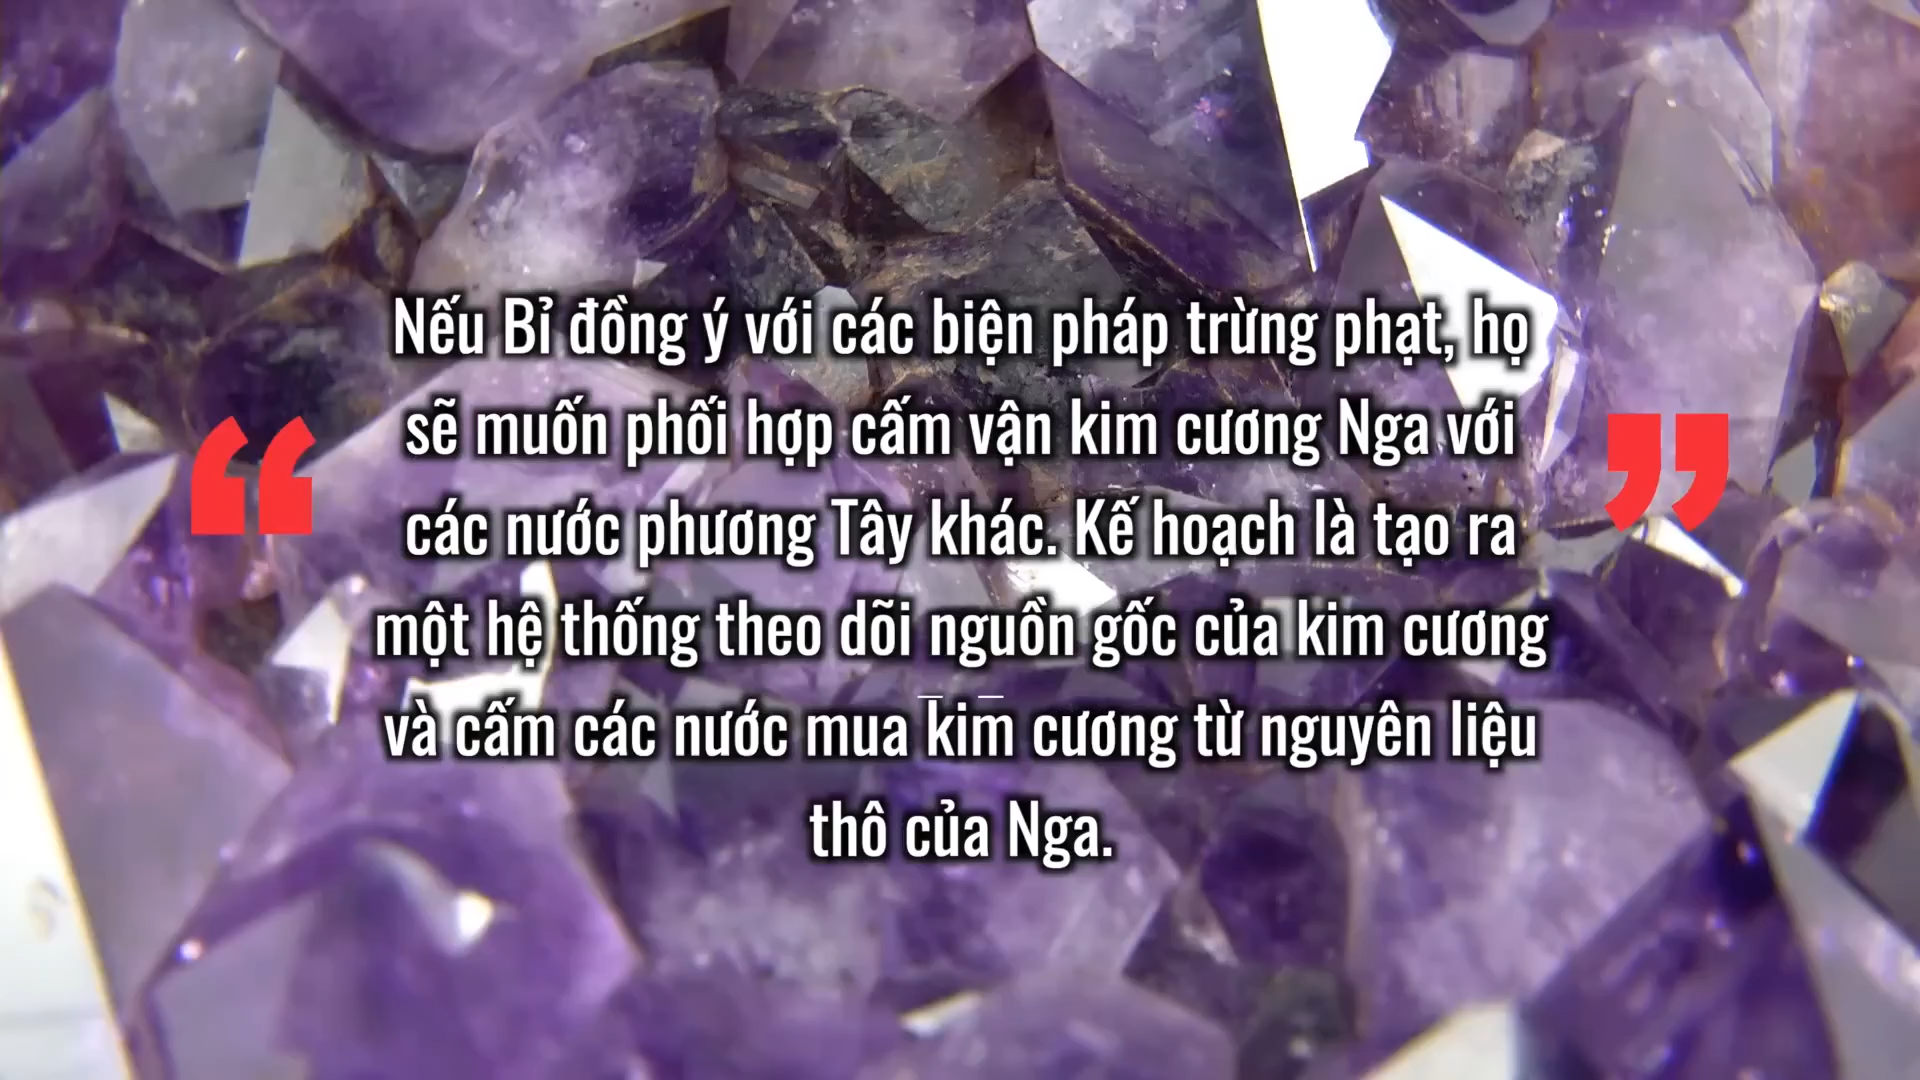 Nếu Bỉ đồng ý với các biện pháp trừng phạt, họ
sẽ muốn phối hợp cấm vận kim cương Nga với
“ các nước phương Tây khác. Kế hoạch là tạo ra ”
một hệ thống theo dõi nguồn gốc của kim cương
và cấm các nước mua kim cương từ nguyên liệu
thô của Nga.